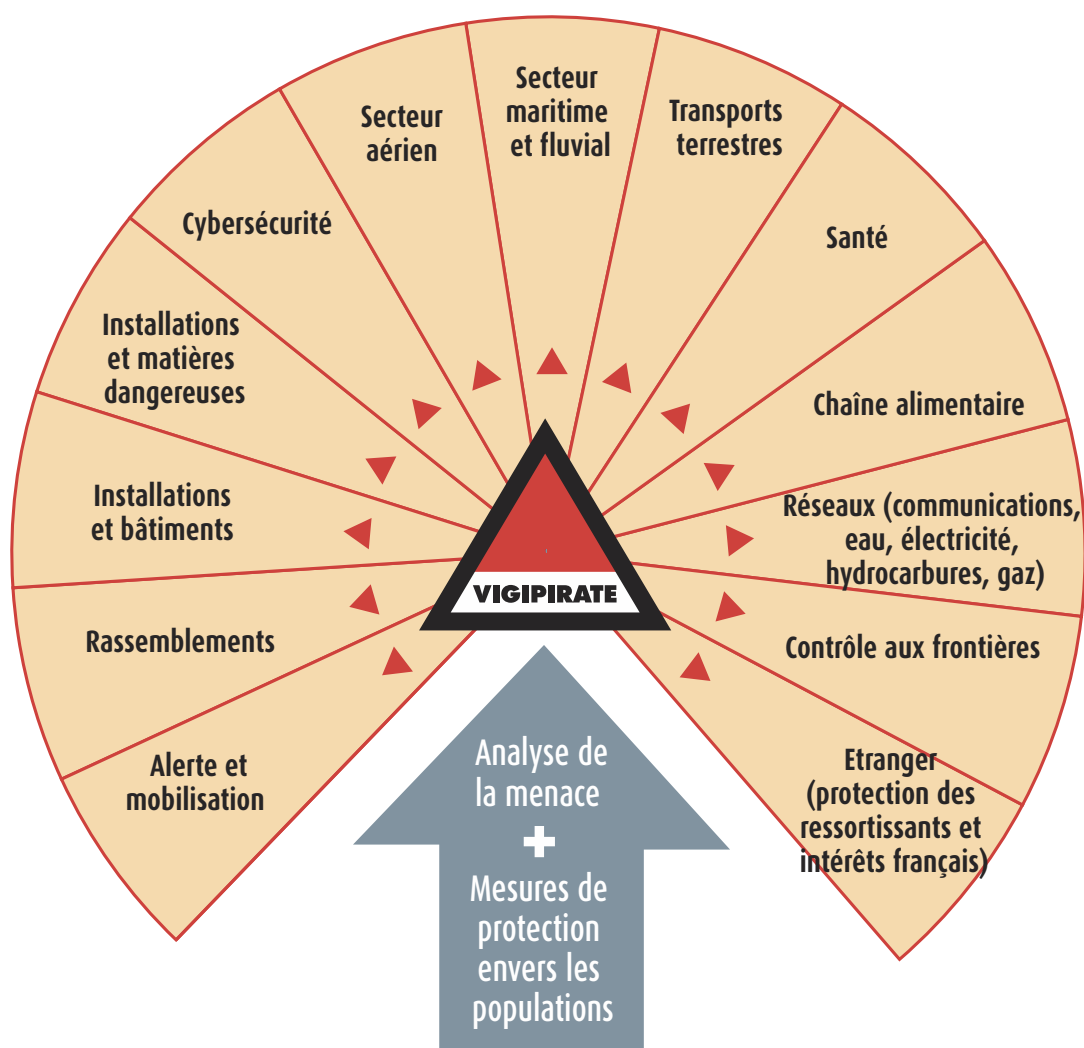 Alerte et
mobilisation
Rassemblements
Installations
et bâtiments
Installations
et matières
dangereuses
Cybersécurité
Secteur
aérien
Secteur
maritime
et fluvial
Transports
terrestres
Santé
Chaîne alimentaire
Réseaux (communications,
eau, électricité,
hydrocarbures, gaz)
Contrôle aux frontières
Etranger
(protection des
ressortissants et
intérêts français)
VIGIPIRATE
Analyse de
la menace
+
Mesures de
protection
envers les
populations